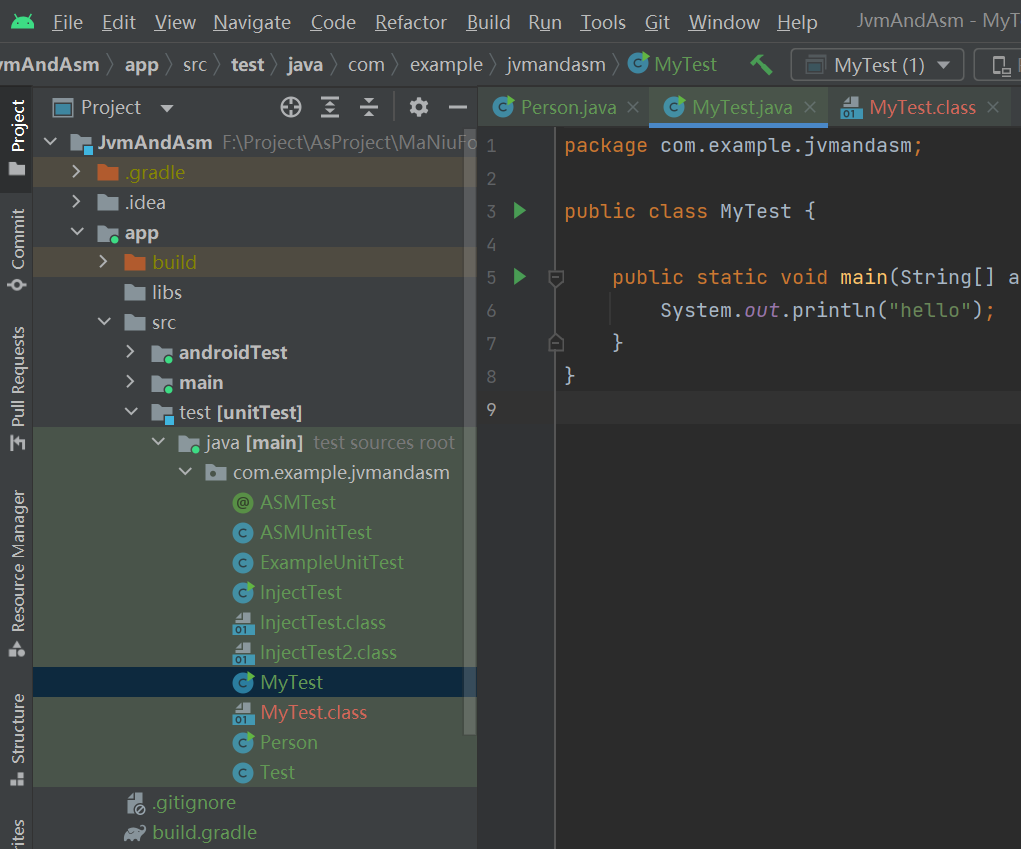 File Edit View Navigate Code Refactor Build Run Tools Git Window Help JvmAndAsm - MyT
vmAndAsm app src test java com example jvmandasm MyTest MyTest (1)
Project
Commit
Pull Requests
Resource Manager
Structure
rites
Project
JvmAndAsm F:\Project\AsProject\MaNiuFo
.gradle
.idea
app
build
libs
src
androidTest
main
test [unitTest]
java [main] test sources root
com.example.jvmandasm
ASMTest
ASMUnitTest
ExampleUnitTest
InjectTest
InjectTest.class
InjectTest2.class
MyTest
MyTest.class
Person
Test
.gitignore
build.gradle
Person.java MyTest.java MyTest.class
1 package com.example.jvmandasm;
2
3 public class MyTest {
4
5 public static void main(String[] a
6 System.out.println("hello");
7 }
8 }
9